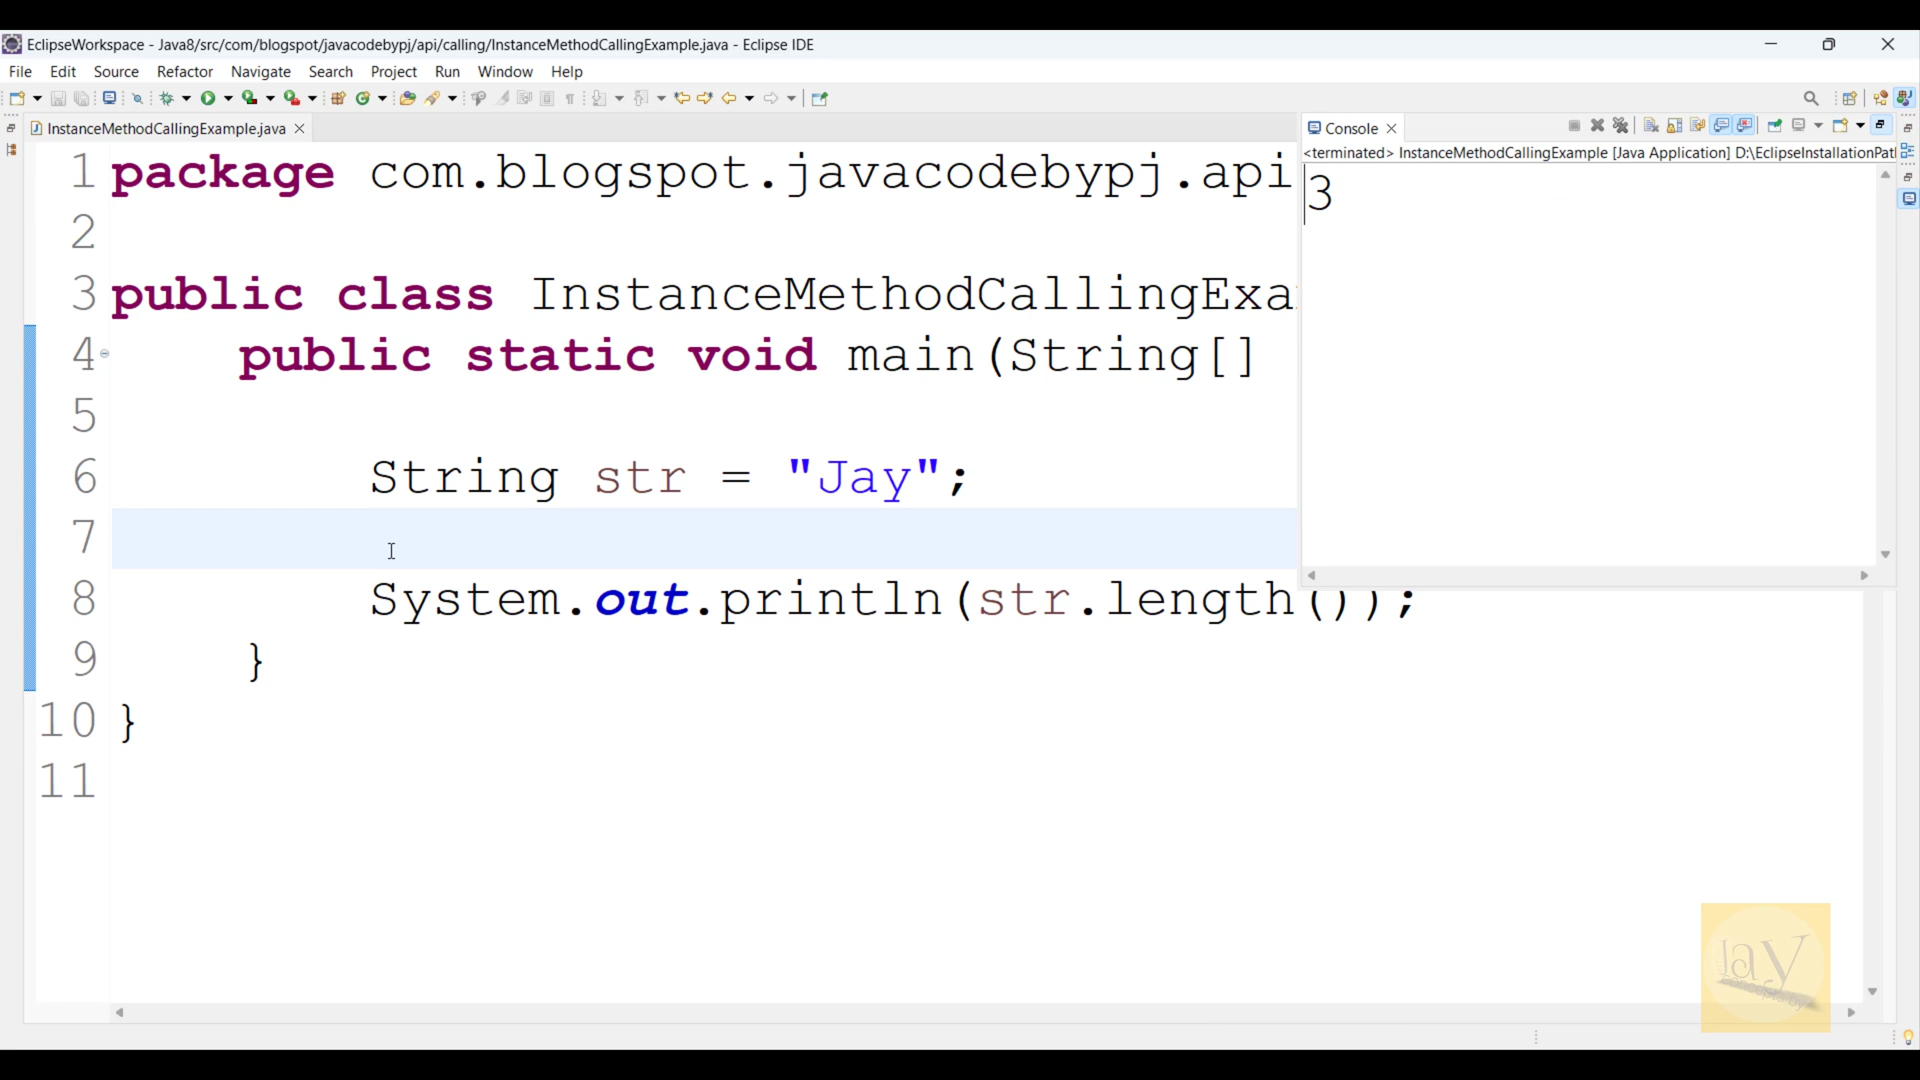 EclipseWorkspace - Java8/src/com/blogspot/javacodebypj/api/calling/InstanceMethodCallingExample.java - Eclipse IDE
File Edit Source Refactor Navigate Search Project Run Window Help
InstanceMethodCallingExample.java
1 package com.blogspot.javacodebypj.api
2
3 public class InstanceMethodCallingExa
4 public static void main(String[]
5
6 String str = "Jay";
7
8 System.out.println(str.length());
9 }
10 }
11
Console
<terminated> InstanceMethodCallingExample [Java Application] D:\EclipseInstallationPat
3
Jay
concepts by